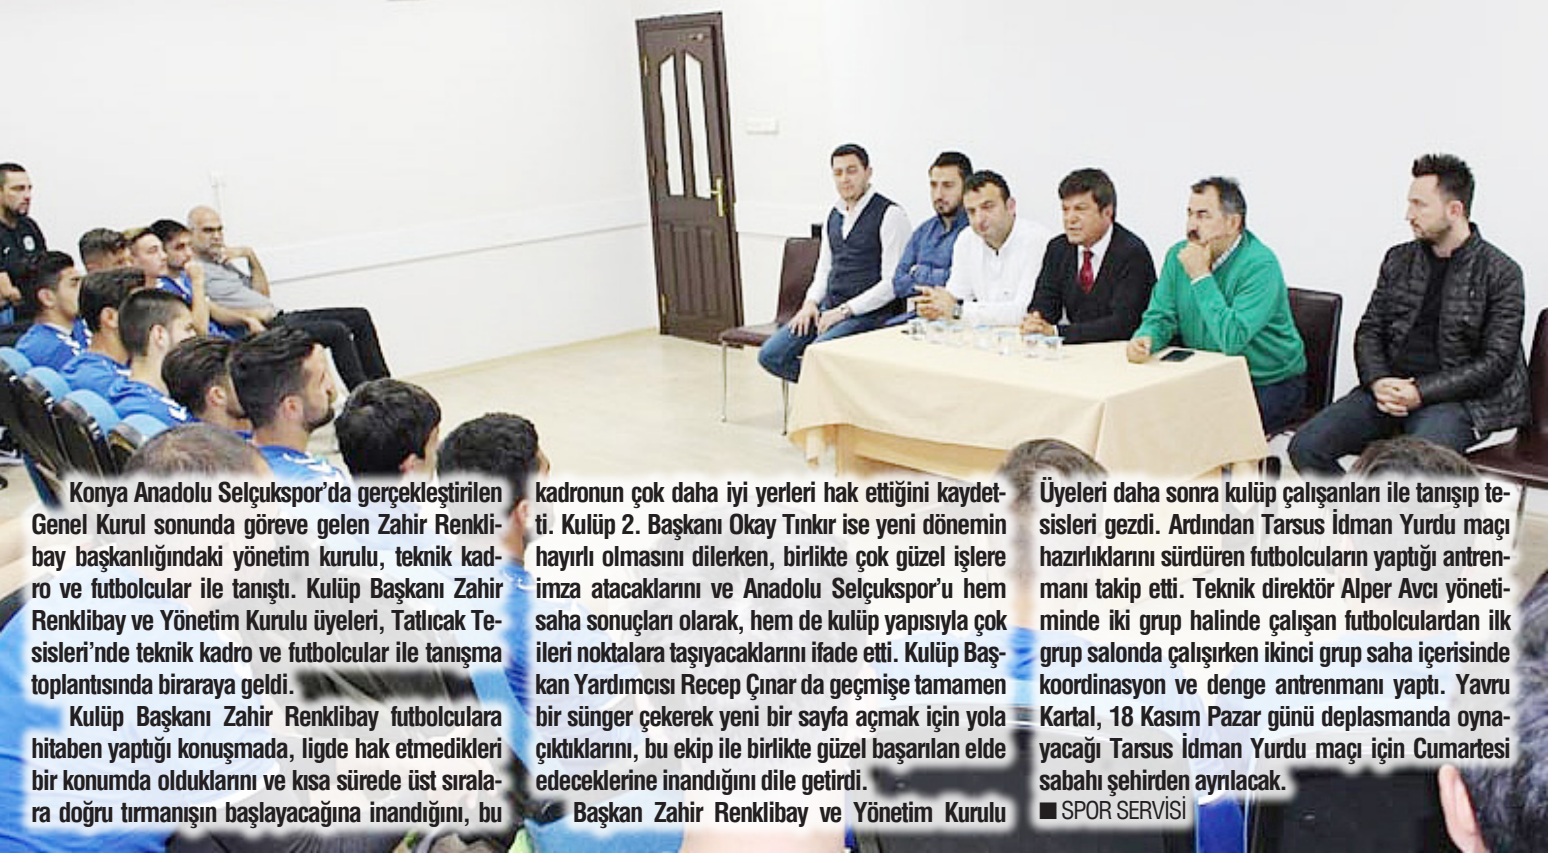 Konya Anadolu Selçukspor’da gerçekleştirilen
Genel Kurul sonunda göreve gelen Zahir Renkli-
bay başkanlığındaki yönetim kurulu, teknik kad-
ro ve futbolcular ile tanıştı. Kulüp Başkanı Zahir
Renklibay ve Yönetim Kurulu üyeleri, Tatlıcak Te-
sisleri’nde teknik kadro ve futbolcular ile tanışma
toplantısında biraraya geldi.
Kulüp Başkanı Zahir Renklibay futbolculara
hitaben yaptığı konuşmada, ligde hak etmedikleri
bir konumda olduklarını ve kısa sürede üst sırala-
ra doğru tırmanışın başlayacağına inandığını, bu
kadronun çok daha iyi yerleri hak ettiğini kaydet-
ti. Kulüp 2. Başkanı Okay Tınkır ise yeni dönemin
hayırlı olmasını dilerken, birlikte çok güzel işlere
imza atacaklarını ve Anadolu Selçukspor’u hem
saha sonuçları olarak, hem de kulüp yapısıyla çok
ileri noktalara taşıyacaklarını ifade etti. Kulüp Baş-
kan Yardımcısı Recep Çınar da geçmişe tamamen
bir sünger çekerek yeni bir sayfa açmak için yola
çıktıklarını, bu ekip ile birlikte güzel başarılan elde
edeceklerine inandığını dile getirdi.
Başkan Zahir Renklibay ve Yönetim Kurulu
Üyeleri daha sonra kulüp çalışanları ile tanışıp te-
sisleri gezdi. Ardından Tarsus İdman Yurdu maçı
hazırlıklarını sürdüren futbolcuların yaptığı antren-
manı takip etti. Teknik direktör Alper Avcı yöneti-
minde iki grup halinde çalışan futbolculardan ilk
grup salonda çalışırken ikinci grup saha içerisinde
koordinasyon ve denge antrenmanı yaptı. Yavru
Kartal, 18 Kasım Pazar günü deplasmanda oyna-
yacağı Tarsus İdman Yurdu maçı için Cumartesi
sabahı şehirden ayrılacak.
■ SPOR SERVİSİ